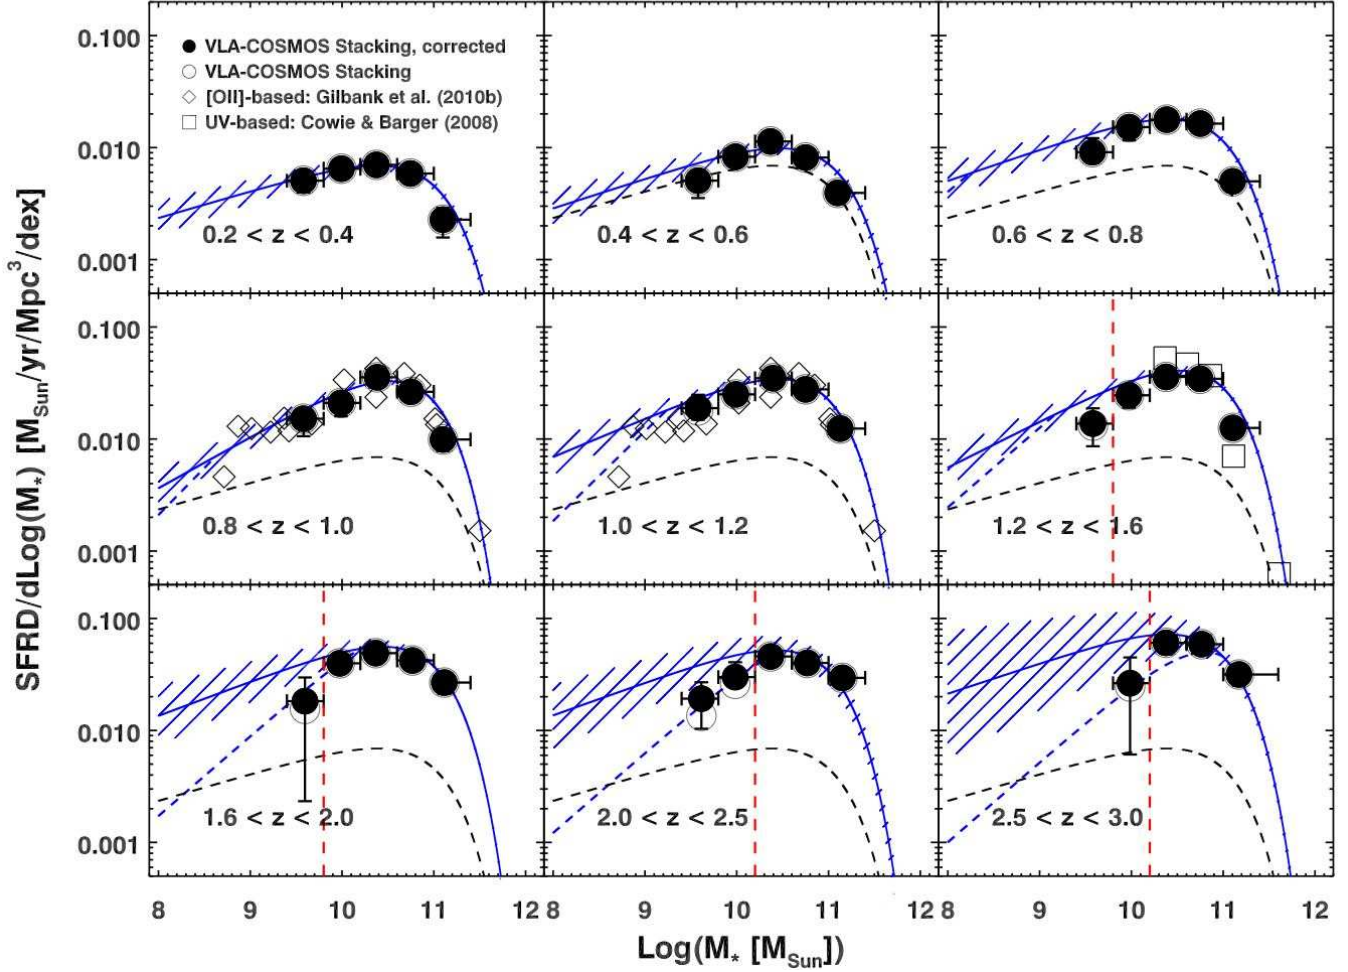 0.100
0.010
0.001
VLA-COSMOS Stacking, corrected
VLA-COSMOS Stacking
[OII]-based: Gilbank et al. (2010b)
UV-based: Cowie & Barger (2008)
0.2 < z < 0.4
0.4 < z < 0.6
0.6 < z < 0.8
0.100
0.010
0.001
0.8 < z < 1.0
1.0 < z < 1.2
1.2 < z < 1.6
0.100
0.010
0.001
1.6 < z < 2.0
2.0 < z < 2.5
2.5 < z < 3.0
8 9 10 11 12 8 9 10 11 12 8 9 10 11 12
SFRD/dLog(M*) [MSun/yr/Mpc3/dex]
Log(M* [MSun])